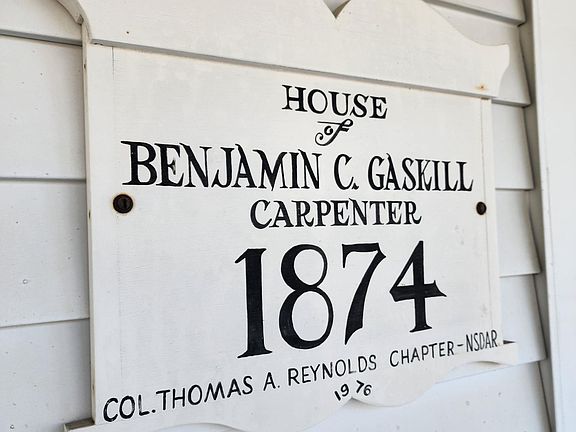 HOUSE
of
BENJAMIN C. GASKILL
CARPENTER
1874
COL. THOMAS A. REYNOLDS CHAPTER-NSDAR
1976